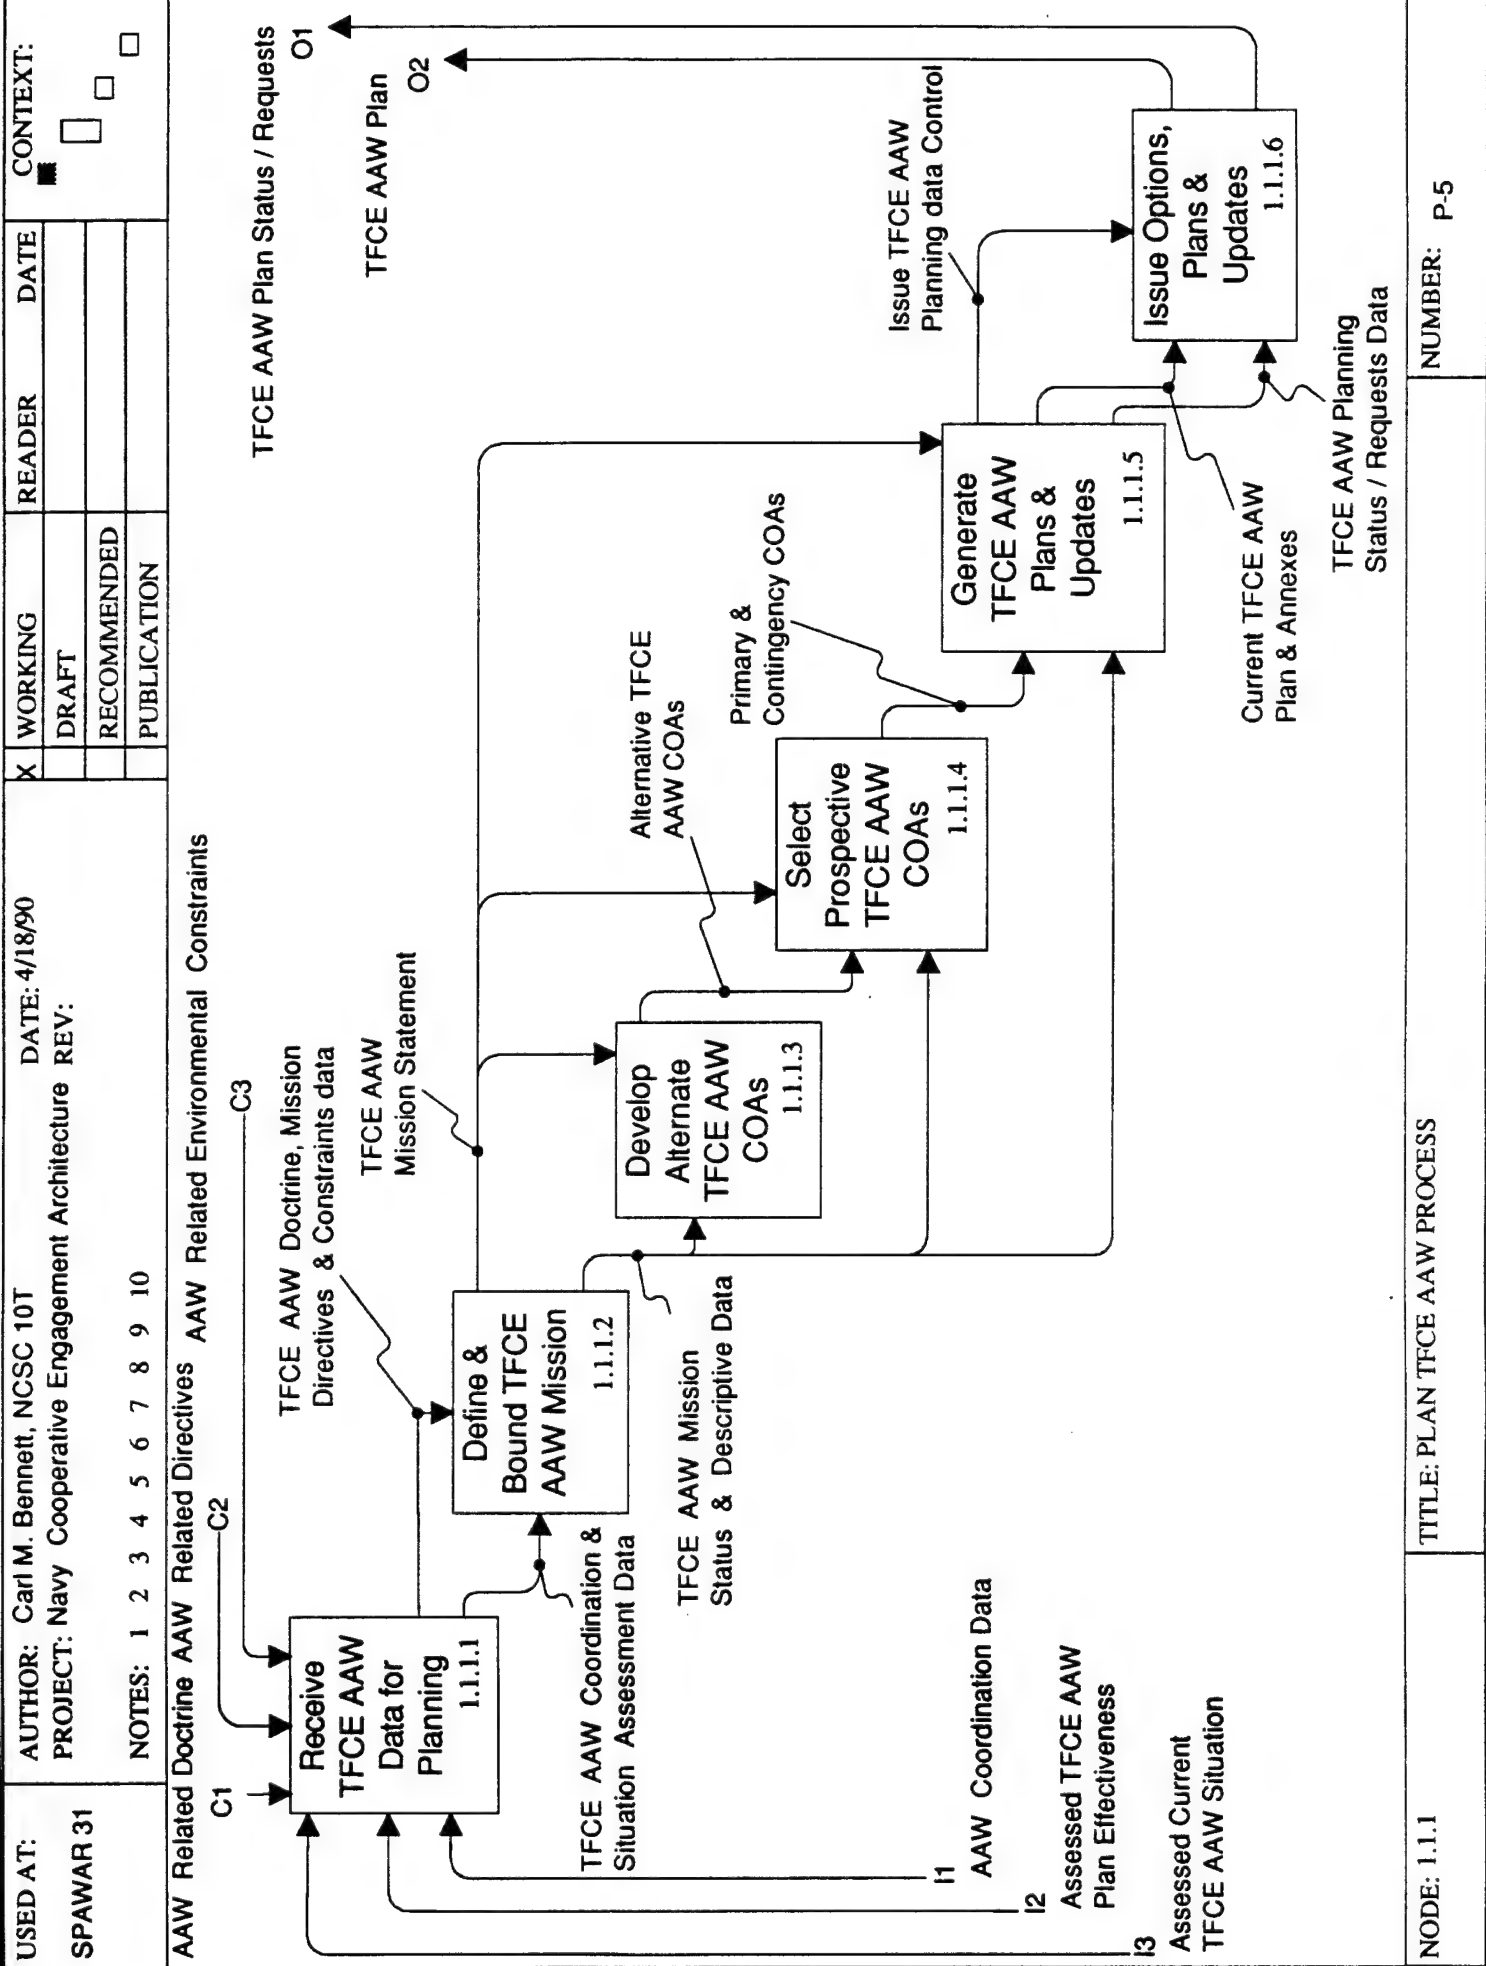 USED AT:
SPAWAR 31
AUTHOR: Carl M. Bennett, NCSC 10T
DATE: 4/18/90
PROJECT: Navy Cooperative Engagement Architecture REV:
NOTES: 1 2 3 4 5 6 7 8 9 10
X WORKING
DRAFT
RECOMMENDED
PUBLICATION
READER
DATE
CONTEXT:
AAW Related Doctrine
AAW Related Directives
AAW Related Environmental Constraints
C1
C2
C3
Receive
TFCE AAW
Data for
Planning
1.1.1.1
TFCE AAW Doctrine, Mission
Directives & Constraints data
TFCE AAW
Mission Statement
Define &
Bound TFCE
AAW Mission
1.1.1.2
TFCE AAW Coordination &
Situation Assessment Data
TFCE AAW Mission
Status & Descriptive Data
Develop
Alternate
TFCE AAW
COAs
1.1.1.3
Alternative TFCE
AAW COAs
Select
Prospective
TFCE AAW
COAs
1.1.1.4
Primary &
Contingency COAs
Generate
TFCE AAW
Plans &
Updates
1.1.1.5
Issue TFCE AAW
Planning data Control
Current TFCE AAW
Plan & Annexes
TFCE AAW Planning
Status / Requests Data
Issue Options,
Plans &
Updates
1.1.1.6
TFCE AAW Plan Status / Requests
O1
TFCE AAW Plan
O2
I1
AAW Coordination Data
I2
Assessed TFCE AAW
Plan Effectiveness
I3
Assessed Current
TFCE AAW Situation
NODE: 1.1.1
TITLE: PLAN TFCE AAW PROCESS
NUMBER: P-5